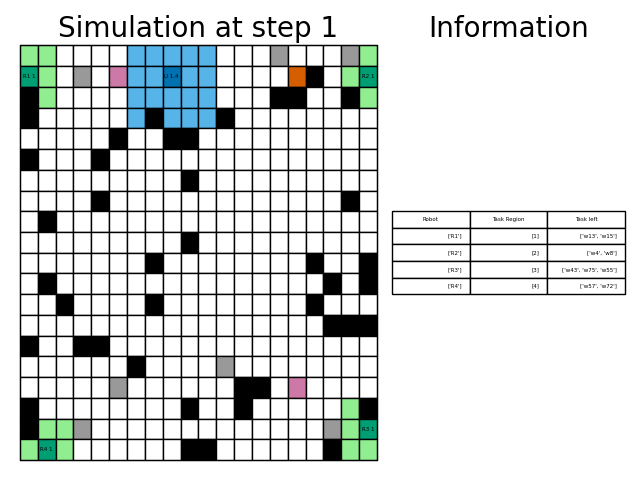 Simulation at step 1
Information
R1 1
U 1.4
R2 1
Robot Task Region Task left
['R1'] [1] ['w13', 'w15']
['R2'] [2] ['w4', 'w8']
['R3'] [3] ['w43', 'w75', 'w55']
['R4'] [4] ['w57', 'w72']
R3 1
R4 1